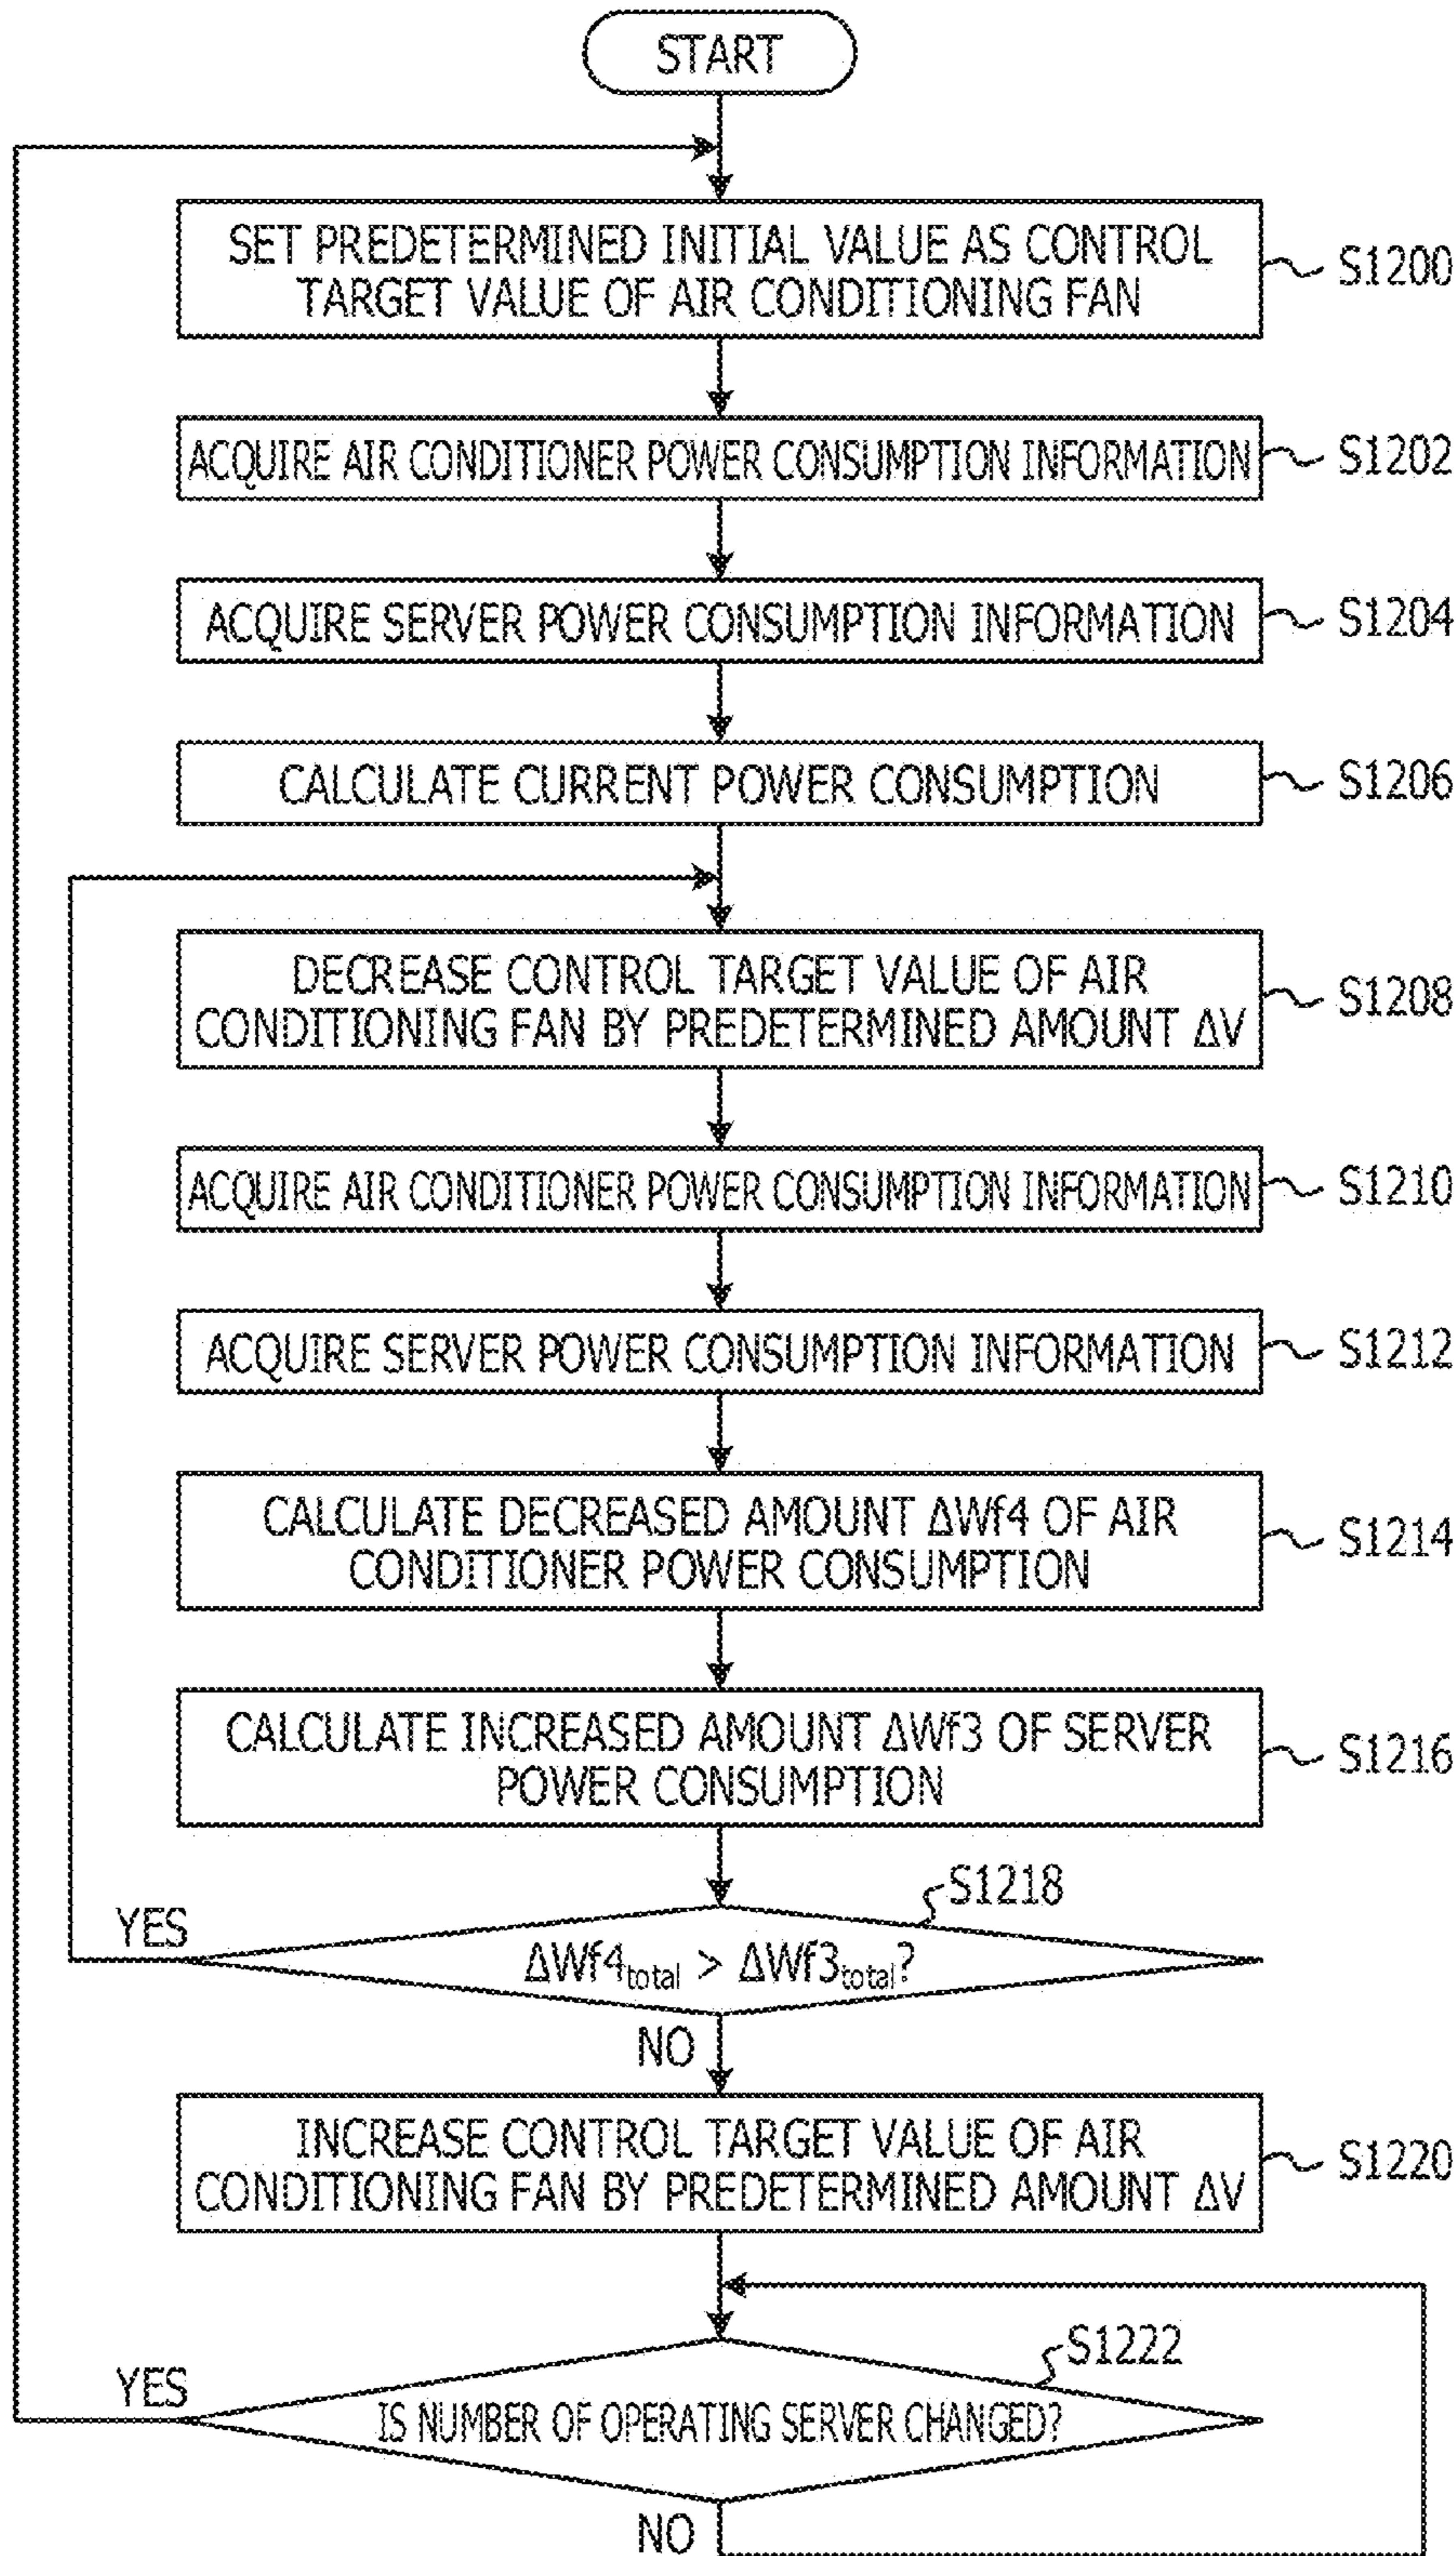 START
SET PREDETERMINED INITIAL VALUE AS CONTROL
TARGET VALUE OF AIR CONDITIONING FAN
S1200
ACQUIRE AIR CONDITIONER POWER CONSUMPTION INFORMATION
S1202
ACQUIRE SERVER POWER CONSUMPTION INFORMATION
S1204
CALCULATE CURRENT POWER CONSUMPTION
S1206
DECREASE CONTROL TARGET VALUE OF AIR
CONDITIONING FAN BY PREDETERMINED AMOUNT ΔV
S1208
ACQUIRE AIR CONDITIONER POWER CONSUMPTION INFORMATION
S1210
ACQUIRE SERVER POWER CONSUMPTION INFORMATION
S1212
CALCULATE DECREASED AMOUNT ΔWf4 OF AIR
CONDITIONER POWER CONSUMPTION
S1214
CALCULATE INCREASED AMOUNT ΔWf3 OF SERVER
POWER CONSUMPTION
S1216
S1218
YES
ΔWf4total > ΔWf3total?
NO
INCREASE CONTROL TARGET VALUE OF AIR
CONDITIONING FAN BY PREDETERMINED AMOUNT ΔV
S1220
S1222
YES
IS NUMBER OF OPERATING SERVER CHANGED?
NO